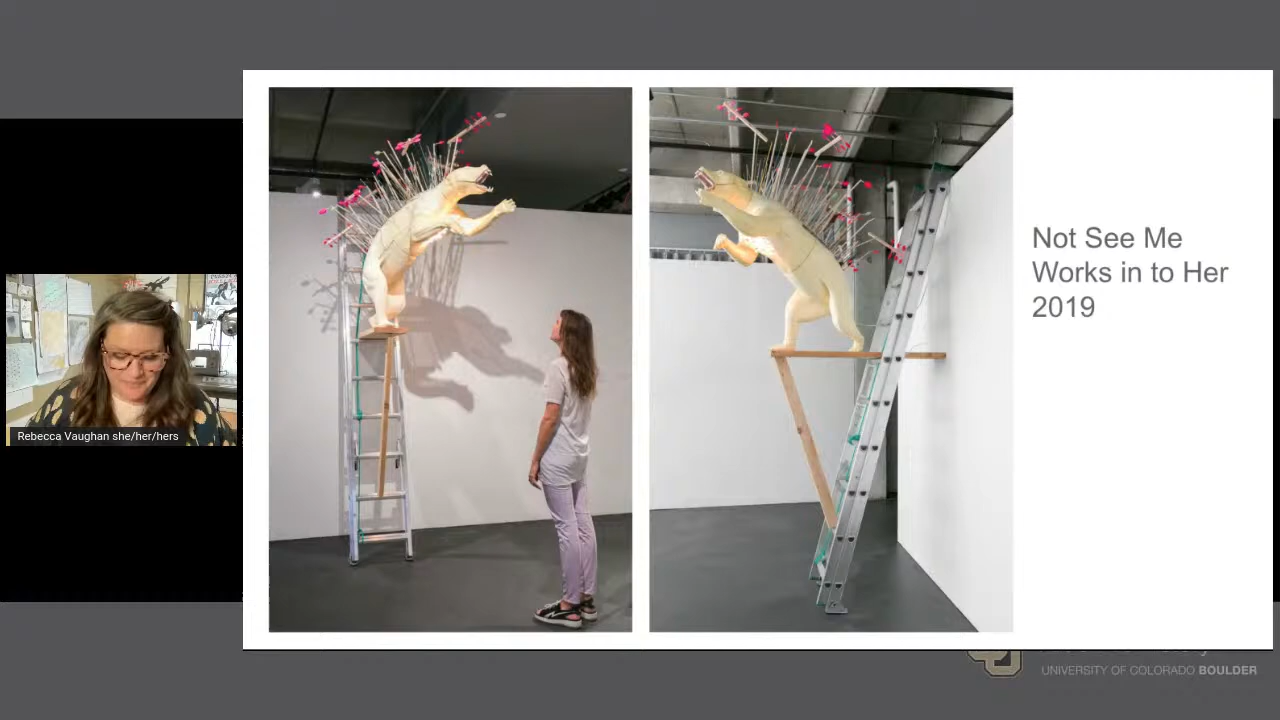 Not See Me
Works in to Her
2019
Rebecca Vaughan she/her/hers
UNIVERSITY OF COLORADO BOULDER